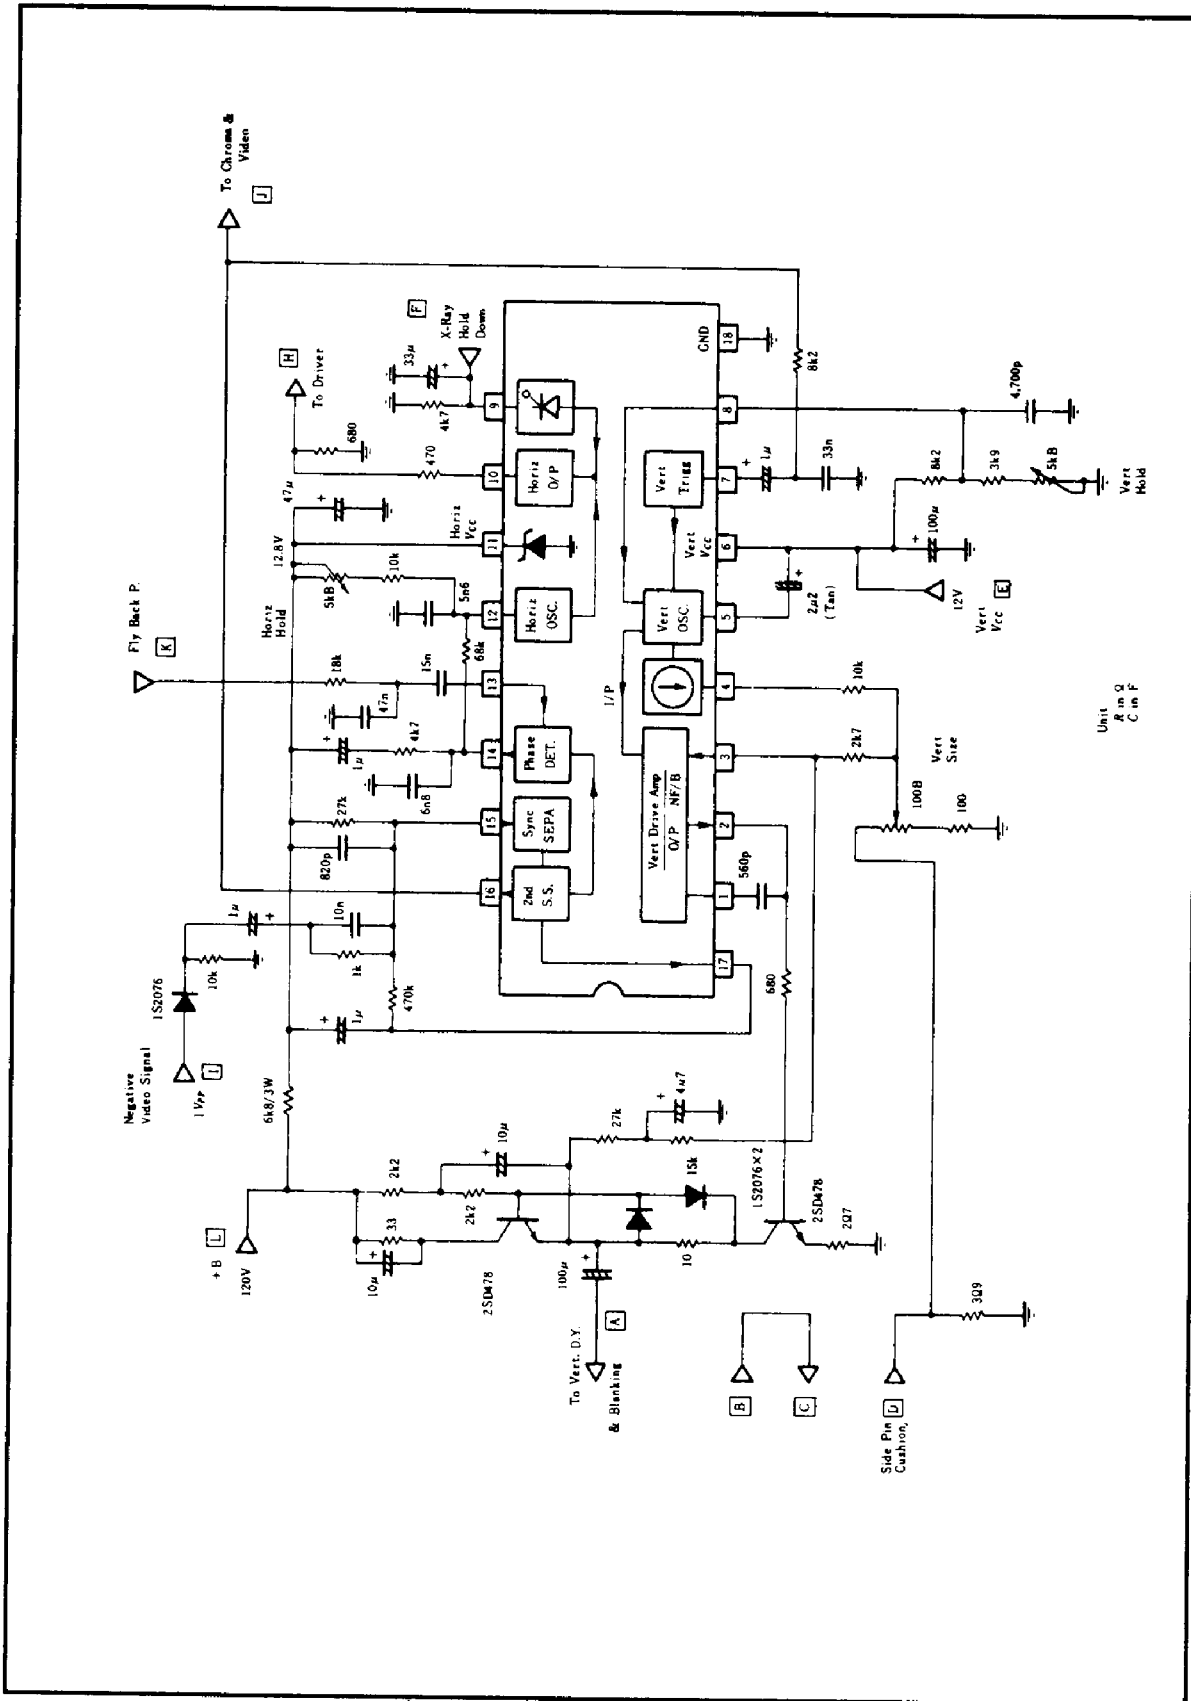 Negative
Video Signal
1 VPP
I
1S2076
10k
1μ
+
10n
1k
470k
1μ
+
6k8/3W
+B
L
120V
2k2
33
10μ
+
2k2
10μ
+
2SD478
100μ
+
To Vert. D.Y.
& Blanking
A
10
15k
27k
4μ7
+
1S2076×2
2SD478
2Ω7
680
B
C
Side Pin
Cushion,
D
3Ω9
Fly Back P.
K
18k
47n
15n
4k7
1μ
+
6n8
27k
820p
68k
Horiz
Hold
5kB
12.8V
10k
5n6
47μ
+
Horiz
VCC
470
680
To Driver
H
4k7
33μ
+
F
X-Ray
Hold
Down
To Chroma &
Video
J
16
15
14
13
12
11
10
9
2nd
S.S.
Sync
SEPA
Phase
DET.
Horiz
OSC.
Horiz
O/P
Vert Drive Amp
O/P
NF/B
I/P
Vert
OSC.
Vert
Trigg
Vert
VCC
GND
17
1
2
3
4
5
6
7
8
18
560p
2k7
10k
Vert
Size
100B
100
2μ2
(Tan)
+
12V
Vert
VCC
E
100μ
+
1μ
+
33n
8k2
8k2
3k9
5kB
4,700p
Vert
Hold
Unit
R in Ω
C in F